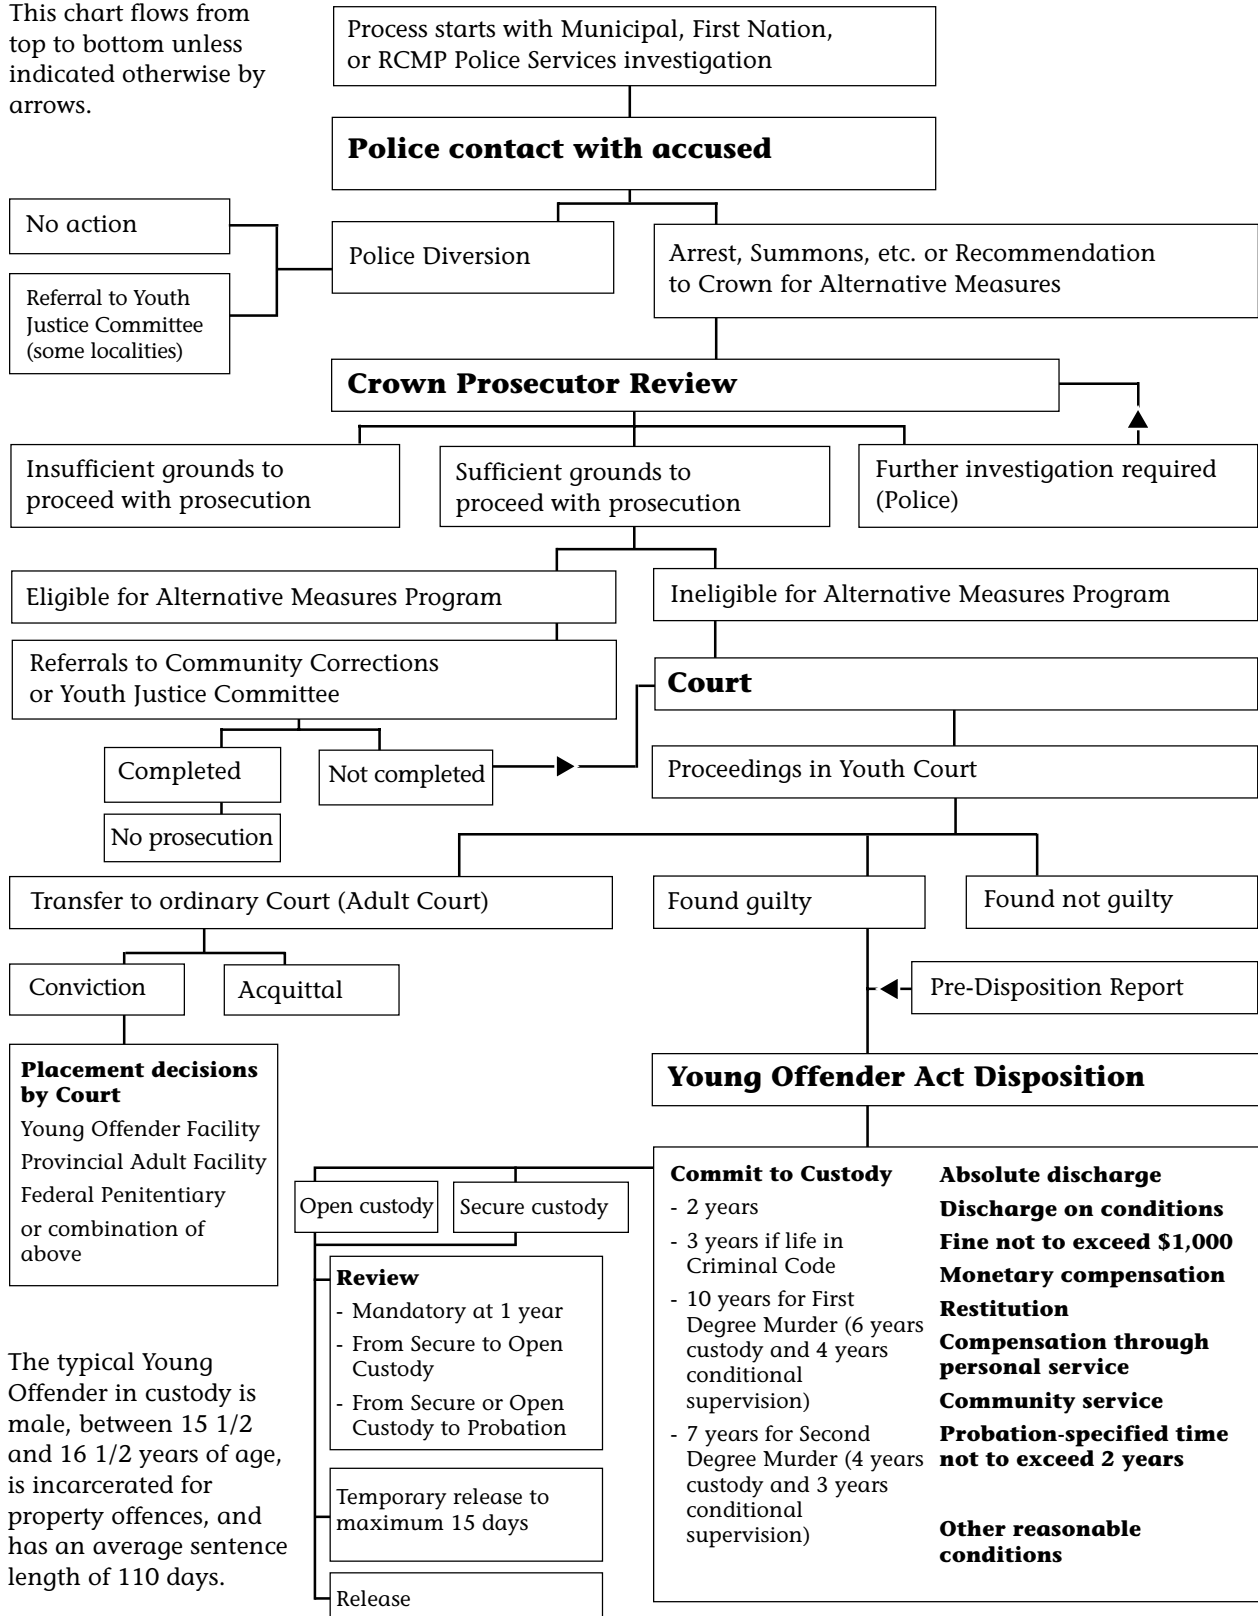 This chart flows from
top to bottom unless
indicated otherwise by
arrows.
Process starts with Municipal, First Nation,
or RCMP Police Services investigation
Police contact with accused
No action
Referral to Youth
Justice Committee
(some localities)
Police Diversion
Arrest, Summons, etc. or Recommendation
to Crown for Alternative Measures
Crown Prosecutor Review
Insufficient grounds to
proceed with prosecution
Sufficient grounds to
proceed with prosecution
Further investigation required
(Police)
Eligible for Alternative Measures Program
Ineligible for Alternative Measures Program
Referrals to Community Corrections
or Youth Justice Committee
Court
Completed
Not completed
Proceedings in Youth Court
No prosecution
Transfer to ordinary Court (Adult Court)
Found guilty
Found not guilty
Conviction
Acquittal
Pre-Disposition Report
Placement decisions
by Court
Young Offender Facility
Provincial Adult Facility
Federal Penitentiary
or combination of
above
Young Offender Act Disposition
Open custody
Secure custody
Review
- Mandatory at 1 year
- From Secure to Open
Custody
- From Secure or Open
Custody to Probation
Temporary release to
maximum 15 days
Release
Commit to Custody
- 2 years
- 3 years if life in
Criminal Code
- 10 years for First
Degree Murder (6 years
custody and 4 years
conditional
supervision)
- 7 years for Second
Degree Murder (4 years
custody and 3 years
conditional
supervision)
Absolute discharge
Discharge on conditions
Fine not to exceed $1,000
Monetary compensation
Restitution
Compensation through
personal service
Community service
Probation-specified time
not to exceed 2 years
Other reasonable
conditions
The typical Young
Offender in custody is
male, between 15 1/2
and 16 1/2 years of age,
is incarcerated for
property offences, and
has an average sentence
length of 110 days.